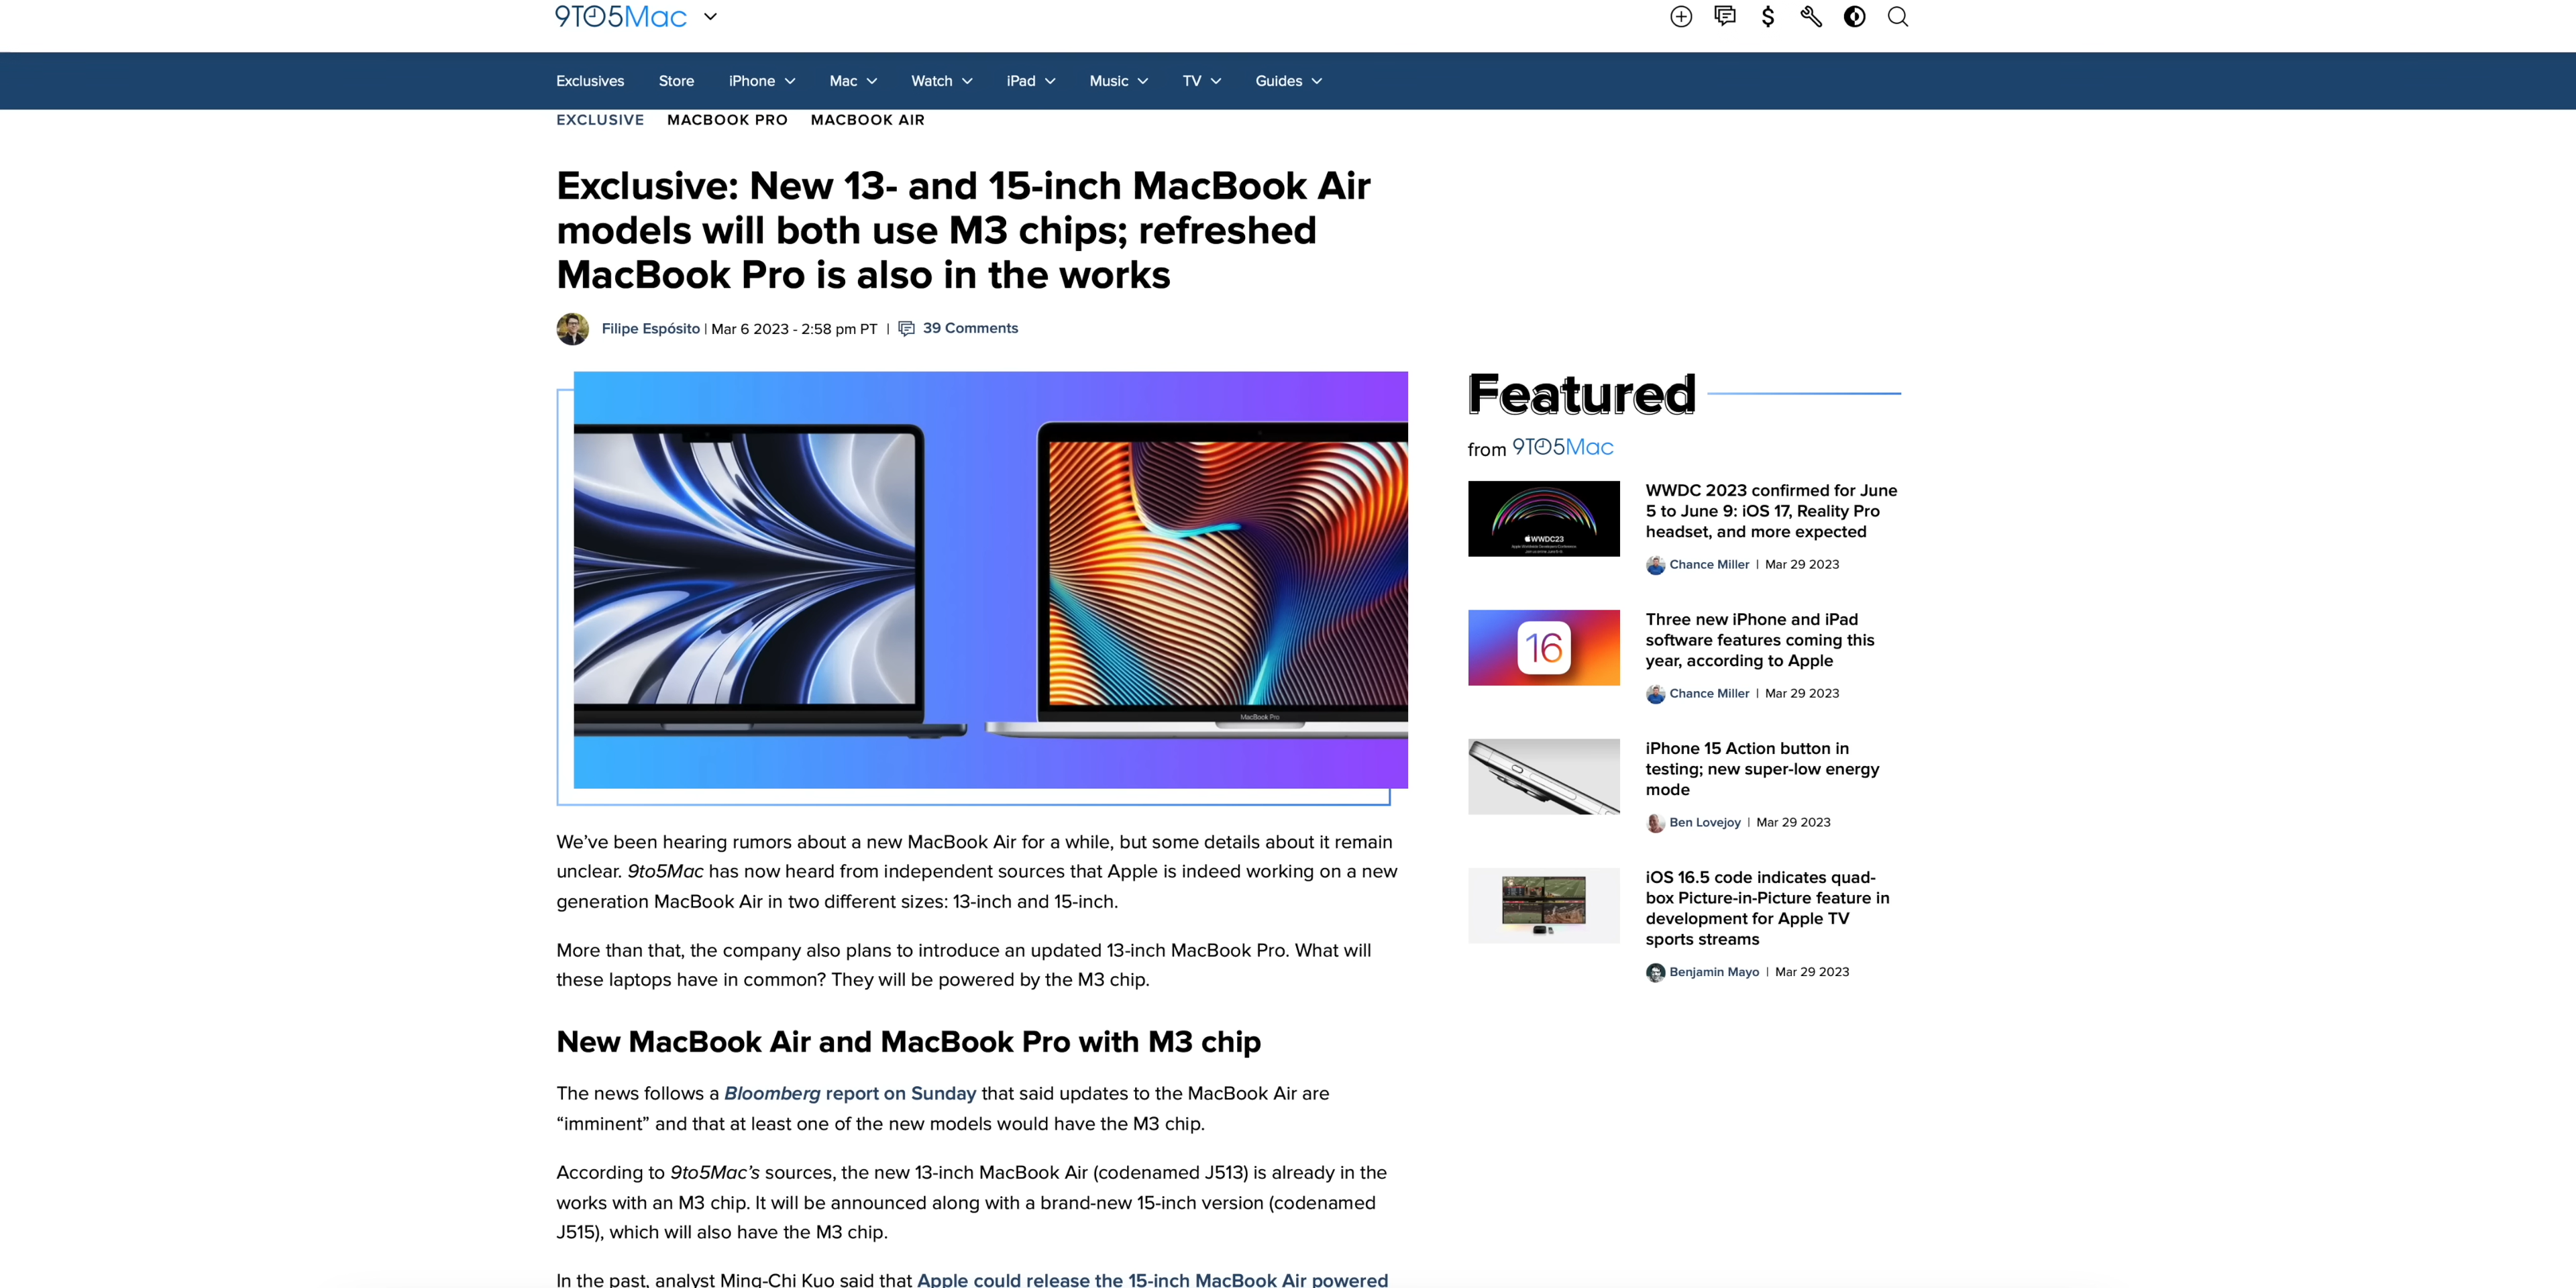 9TO5Mac
Exclusives Store iPhone Mac Watch iPad Music TV Guides
EXCLUSIVE MACBOOK PRO MACBOOK AIR
Exclusive: New 13- and 15-inch MacBook Air
models will both use M3 chips; refreshed
MacBook Pro is also in the works
Filipe Espósito | Mar 6 2023 - 2:58 pm PT | 39 Comments
MacBook Pro
We’ve been hearing rumors about a new MacBook Air for a while, but some details about it remain
unclear. 9to5Mac has now heard from independent sources that Apple is indeed working on a new
generation MacBook Air in two different sizes: 13-inch and 15-inch.
More than that, the company also plans to introduce an updated 13-inch MacBook Pro. What will
these laptops have in common? They will be powered by the M3 chip.
New MacBook Air and MacBook Pro with M3 chip
The news follows a Bloomberg report on Sunday that said updates to the MacBook Air are
“imminent” and that at least one of the new models would have the M3 chip.
According to 9to5Mac’s sources, the new 13-inch MacBook Air (codenamed J513) is already in the
works with an M3 chip. It will be announced along with a brand-new 15-inch version (codenamed
J515), which will also have the M3 chip.
In the past, analyst Ming-Chi Kuo said that Apple could release the 15-inch MacBook Air powered
Featured
from 9TO5Mac
WWDC23
WWDC 2023 confirmed for June
5 to June 9: iOS 17, Reality Pro
headset, and more expected
Chance Miller | Mar 29 2023
16
Three new iPhone and iPad
software features coming this
year, according to Apple
Chance Miller | Mar 29 2023
iPhone 15 Action button in
testing; new super-low energy
mode
Ben Lovejoy | Mar 29 2023
iOS 16.5 code indicates quad-
box Picture-in-Picture feature in
development for Apple TV
sports streams
Benjamin Mayo | Mar 29 2023